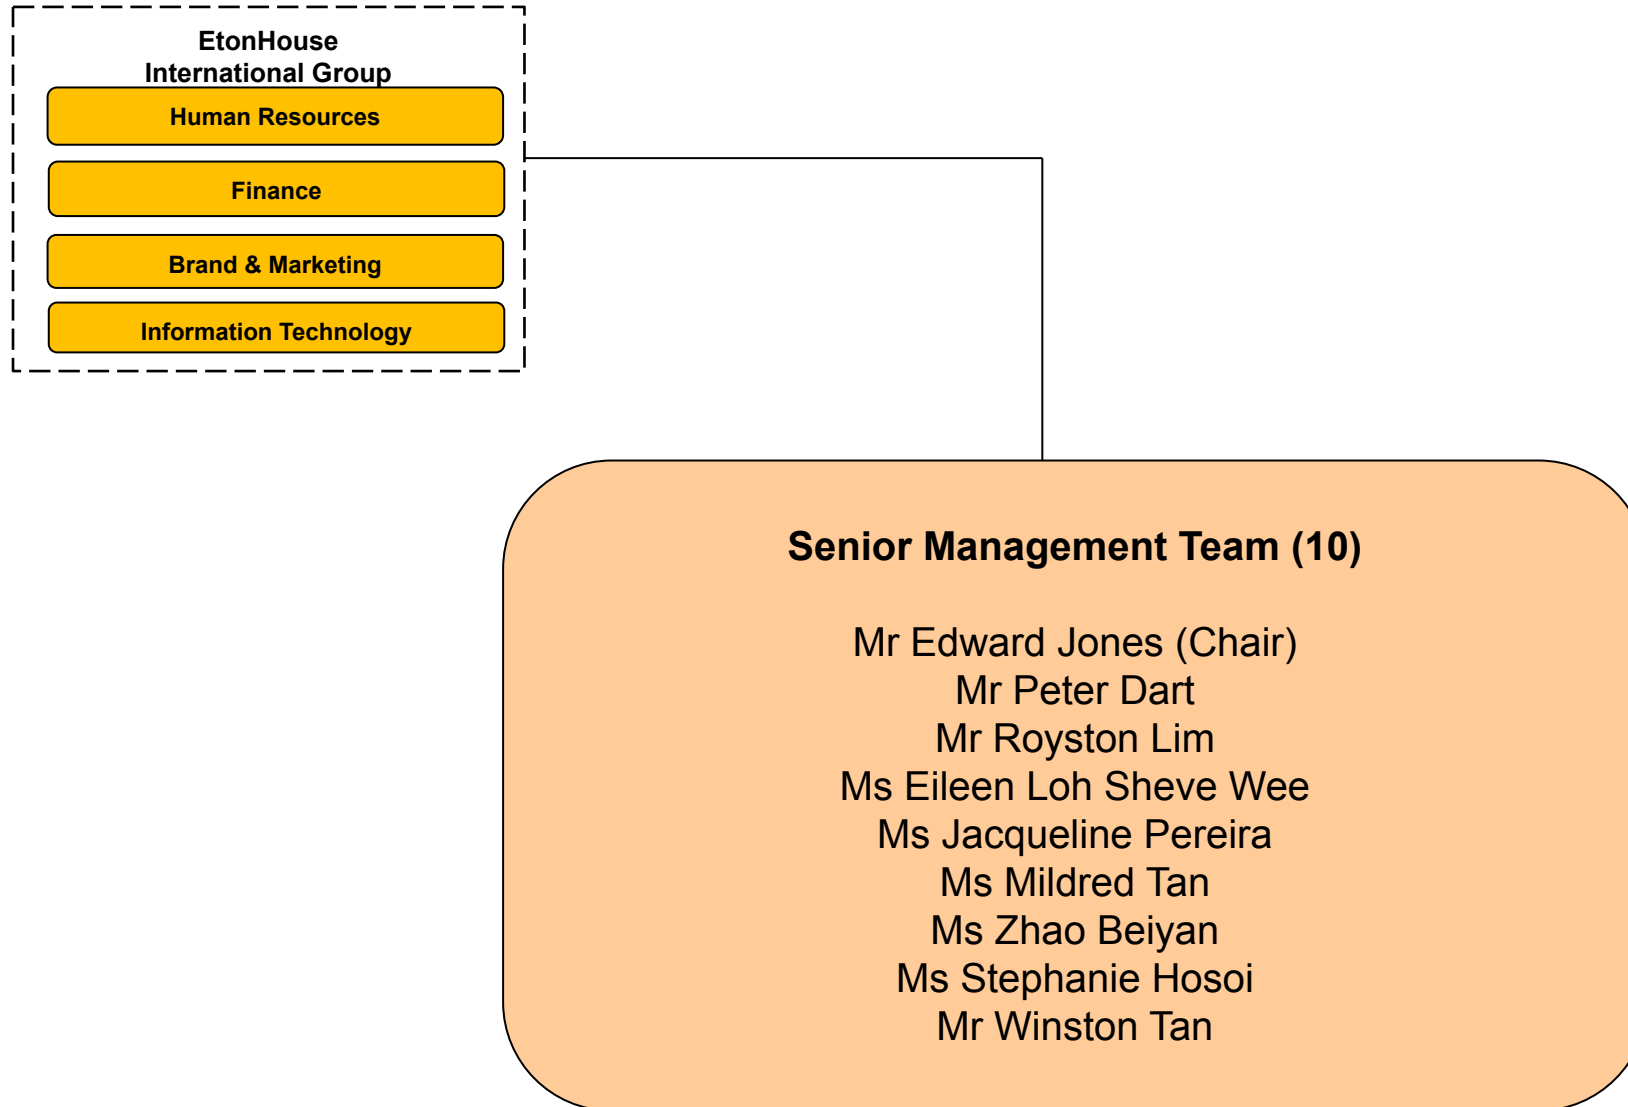 EtonHouse
International Group
Human Resources
Finance
Brand & Marketing
Information Technology
Senior Management Team (10)
Mr Edward Jones (Chair)
Mr Peter Dart
Mr Royston Lim
Ms Eileen Loh Sheve Wee
Ms Jacqueline Pereira
Ms Mildred Tan
Ms Zhao Beiyan
Ms Stephanie Hosoi
Mr Winston Tan